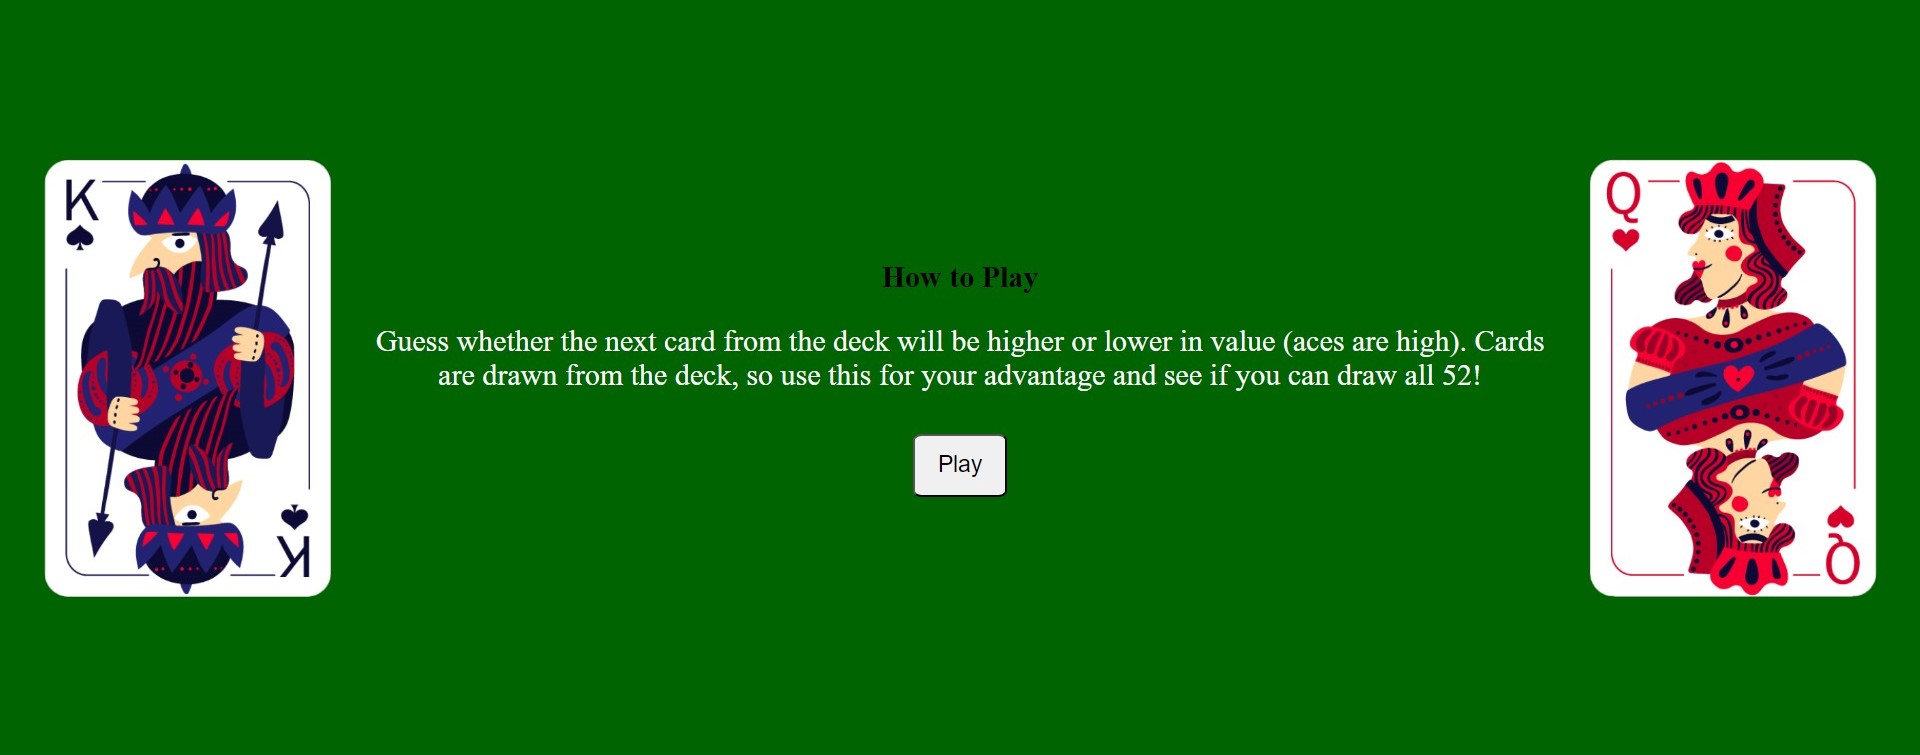 K
Q
How to Play
Guess whether the next card from the deck will be higher or lower in value (aces are high). Cards
are drawn from the deck, so use this for your advantage and see if you can draw all 52!
Play
K
Q